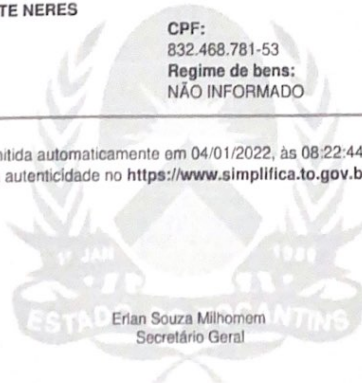 TE NERES
CPF:
832.468.781-53
Regime de bens:
NÃO INFORMADO
nitida automaticamente em 04/01/2022, às 08:22:44
autenticidade no https://www.simplifica.to.gov.b
1º JAN 1989
ESTADO TOCANTINS
Erlan Souza Milhomem
Secretário Geral